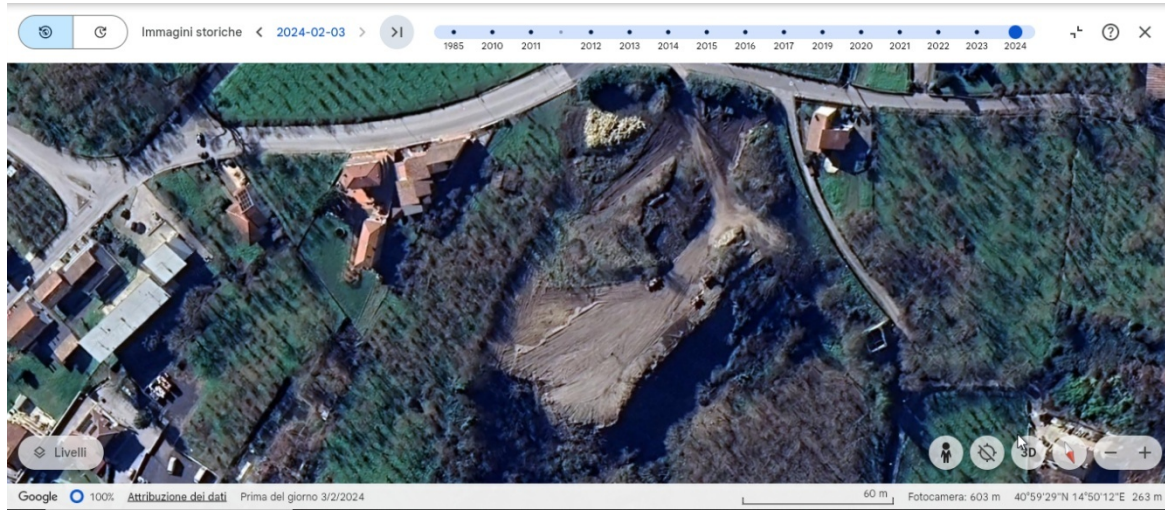 Immagini storiche 2024-02-03
1985 2010 2011 2012 2013 2014 2015 2016 2017 2019 2020 2021 2022 2023 2024
Livelli
3D
Google 100% Attribuzione dei dati Prima del giorno 3/2/2024 60 m Fotocamera: 603 m 40°59'29"N 14°50'12"E 263 m